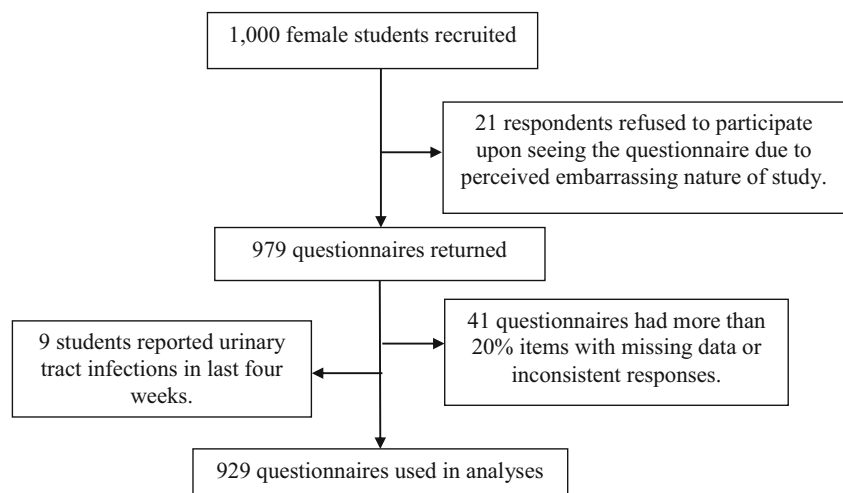 1,000 female students recruited
21 respondents refused to participate
upon seeing the questionnaire due to
perceived embarrassing nature of study.
979 questionnaires returned
9 students reported urinary
tract infections in last four
weeks.
41 questionnaires had more than
20% items with missing data or
inconsistent responses.
929 questionnaires used in analyses